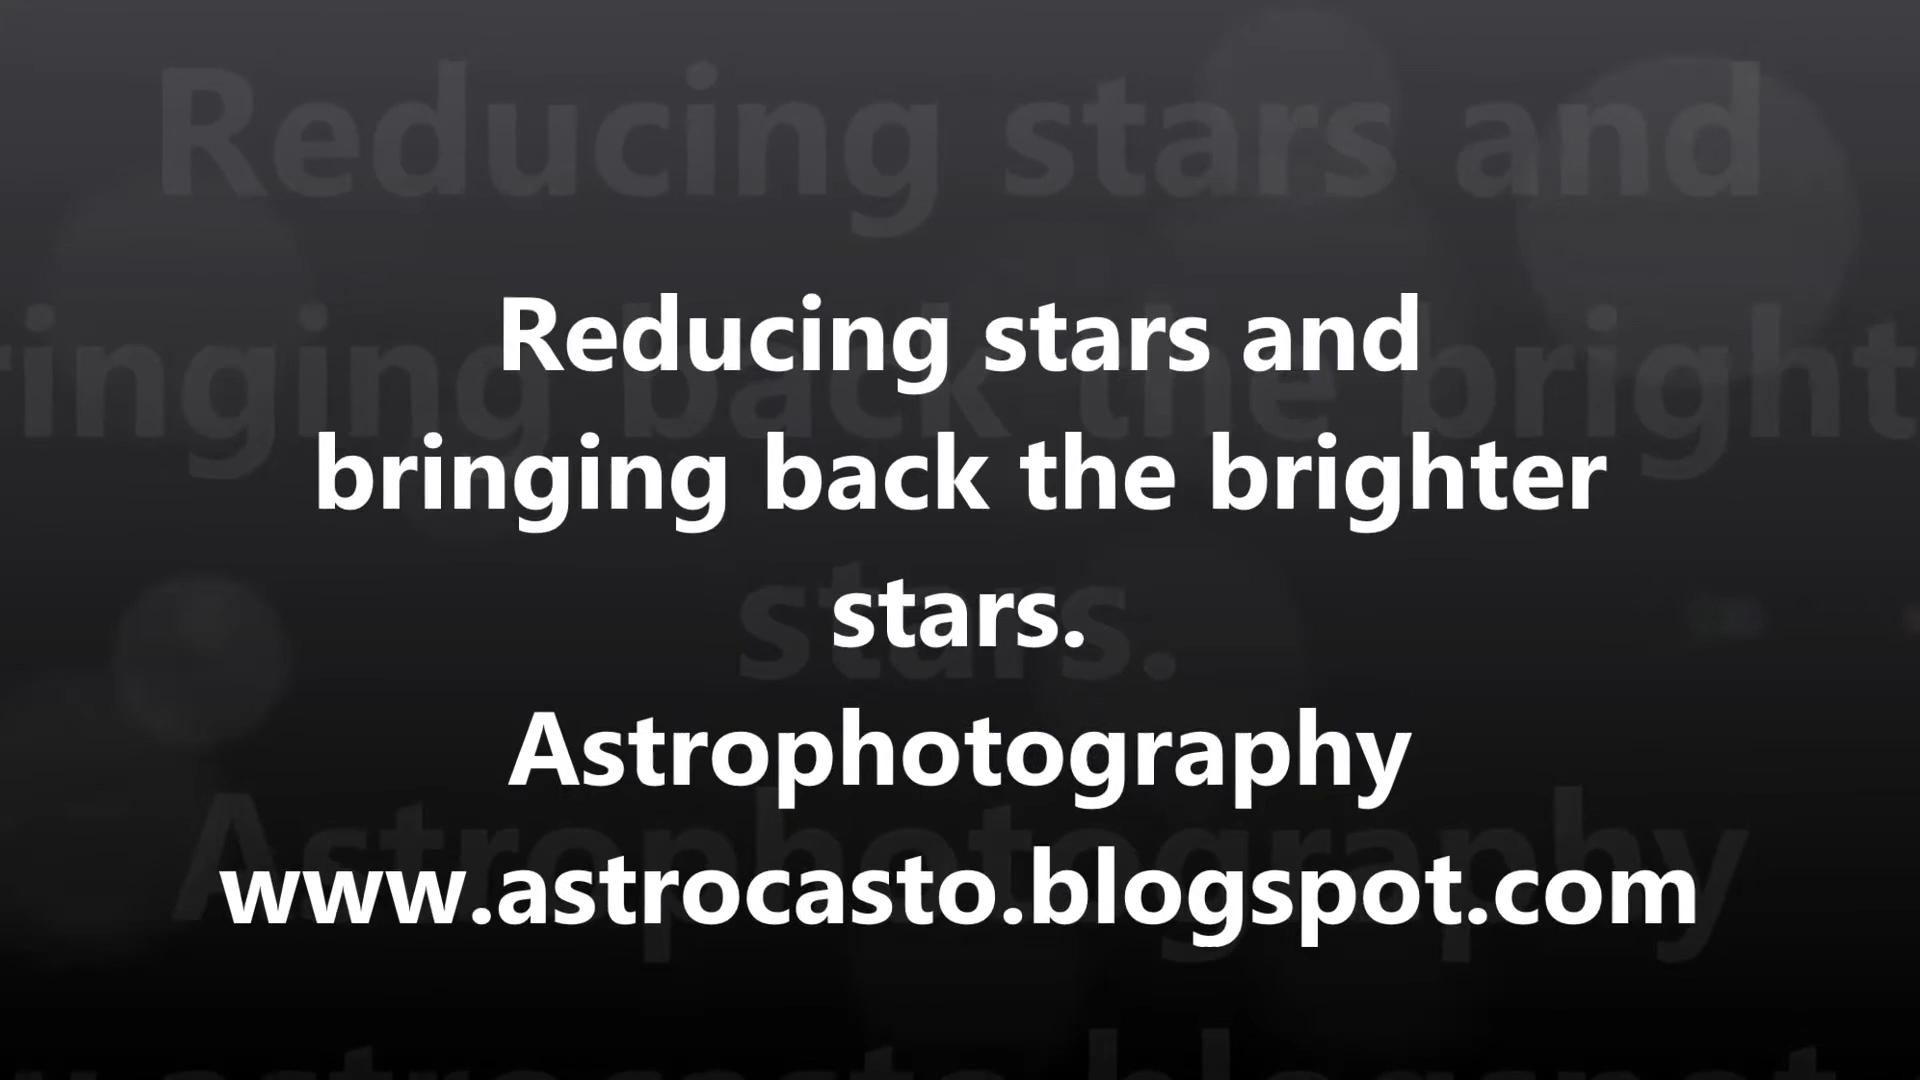 Reducing stars and
bringing back the brighter
stars.
Astrophotography
www.astrocasto.blogspot.com